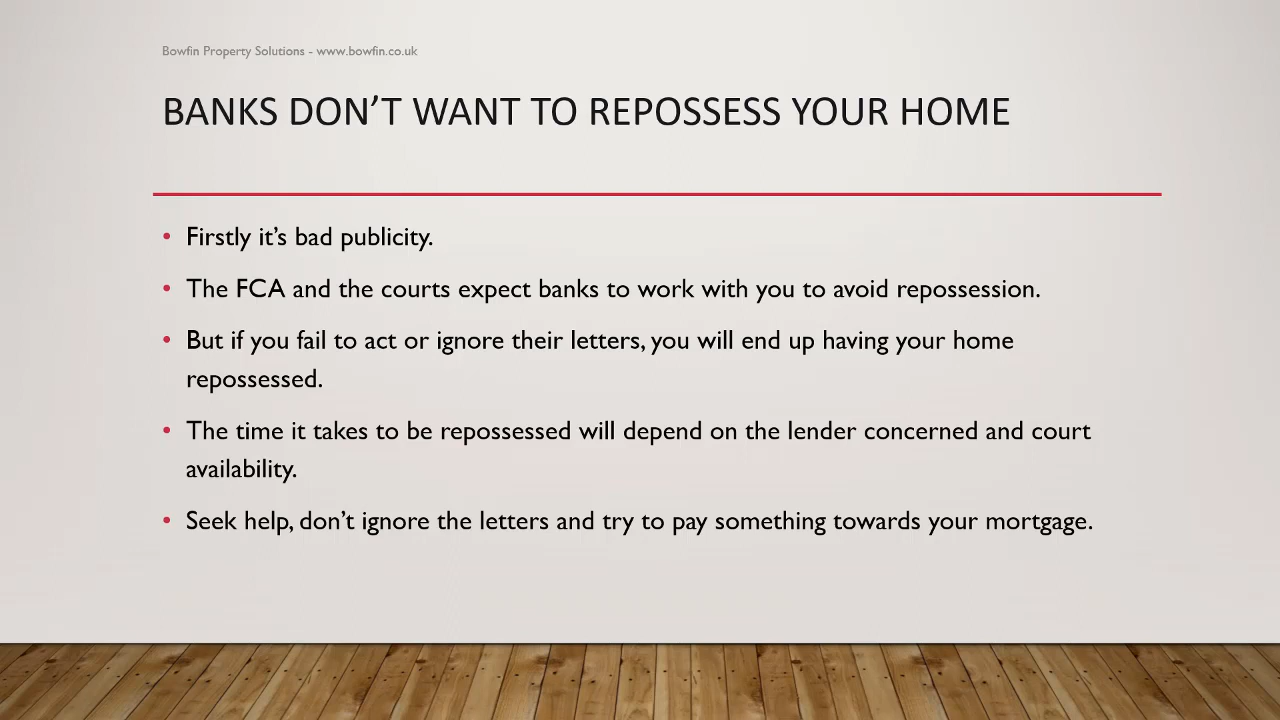 Bowfin Property Solutions - www.bowfin.co.uk
BANKS DON’T WANT TO REPOSSESS YOUR HOME
• Firstly it’s bad publicity.
• The FCA and the courts expect banks to work with you to avoid repossession.
• But if you fail to act or ignore their letters, you will end up having your home
repossessed.
• The time it takes to be repossessed will depend on the lender concerned and court
availability.
• Seek help, don’t ignore the letters and try to pay something towards your mortgage.